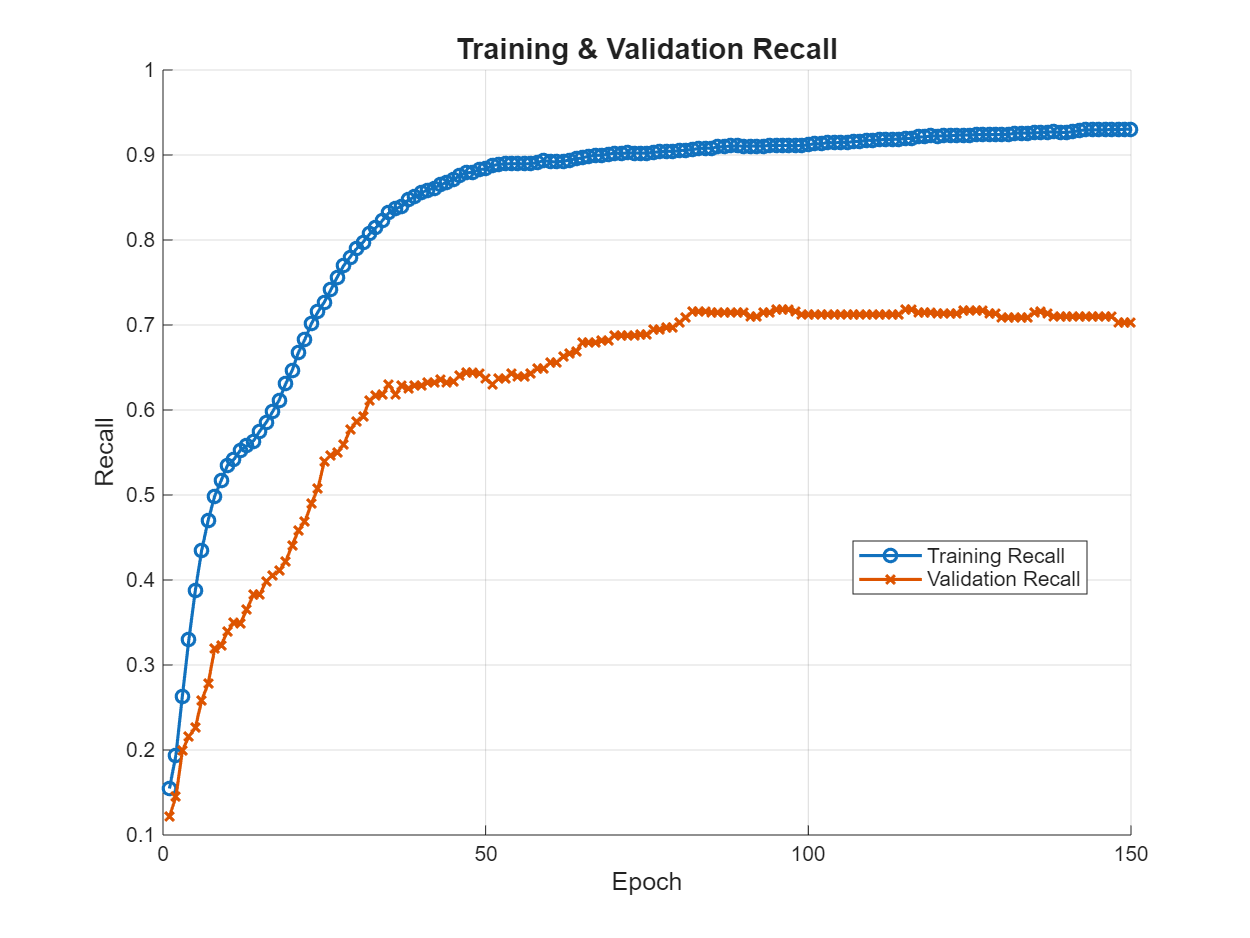 Training & Validation Recall
1
0.9
0.8
0.7
0.6
0.5
0.4
0.3
0.2
0.1
Recall
Training Recall
Validation Recall
0 50 100 150
Epoch